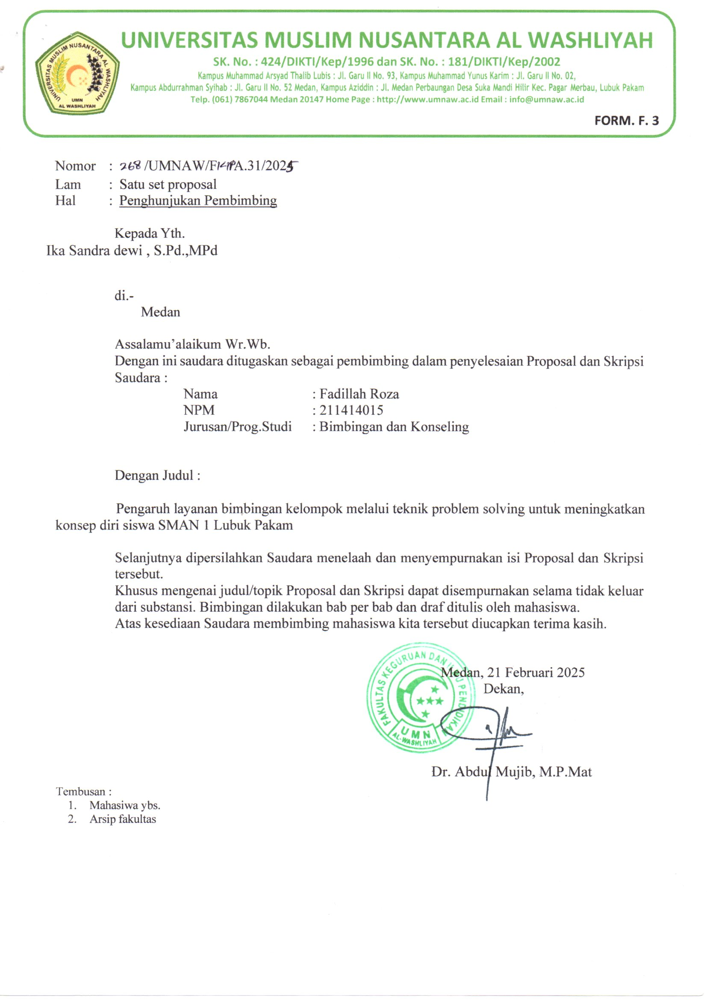 UNIVERSITAS MUSLIM NUSANTARA AL WASHLIYAH
UMN
AL WASHLIYAH
UNIVERSITAS MUSLIM NUSANTARA AL WASHLIYAH
SK. No. : 424/DIKTI/Kep/1996 dan SK. No. : 181/DIKTI/Kep/2002
Kampus Muhammad Arsyad Thalib Lubis : Jl. Garu II No. 93, Kampus Muhammad Yunus Karim : Jl. Garu II No. 02,
Kampus Abdurrahman Syihab : Jl. Garu II No. 52 Medan, Kampus Aziddin : Jl. Medan Perbaungan Desa Suka Mandi Hilir Kec. Pagar Merbau, Lubuk Pakam
Telp. (061) 7867044 Medan 20147 Home Page : http://www.umnaw.ac.id Email : info@umnaw.ac.id
FORM. F. 3
Nomor : 268 /UMNAW/FKIP/A.31/2025
Lam : Satu set proposal
Hal : Penghunjukan Pembimbing
Kepada Yth.
Ika Sandra dewi , S.Pd.,MPd
di.-
Medan
Assalamu’alaikum Wr.Wb.
Dengan ini saudara ditugaskan sebagai pembimbing dalam penyelesaian Proposal dan Skripsi
Saudara :
Nama : Fadillah Roza
NPM : 211414015
Jurusan/Prog.Studi : Bimbingan dan Konseling
Dengan Judul :
Pengaruh layanan bimbingan kelompok melalui teknik problem solving untuk meningkatkan
konsep diri siswa SMAN 1 Lubuk Pakam
Selanjutnya dipersilahkan Saudara menelaah dan menyempurnakan isi Proposal dan Skripsi
tersebut.
Khusus mengenai judul/topik Proposal dan Skripsi dapat disempurnakan selama tidak keluar
dari substansi. Bimbingan dilakukan bab per bab dan draf ditulis oleh mahasiswa.
Atas kesediaan Saudara membimbing mahasiswa kita tersebut diucapkan terima kasih.
Medan, 21 Februari 2025
Dekan,
FAKULTAS KEGURUAN DAN ILMU PENDIDIKAN
UMN
AL-WASHLIYAH
Dr. Abdul Mujib, M.P.Mat
Tembusan :
1. Mahasiwa ybs.
2. Arsip fakultas